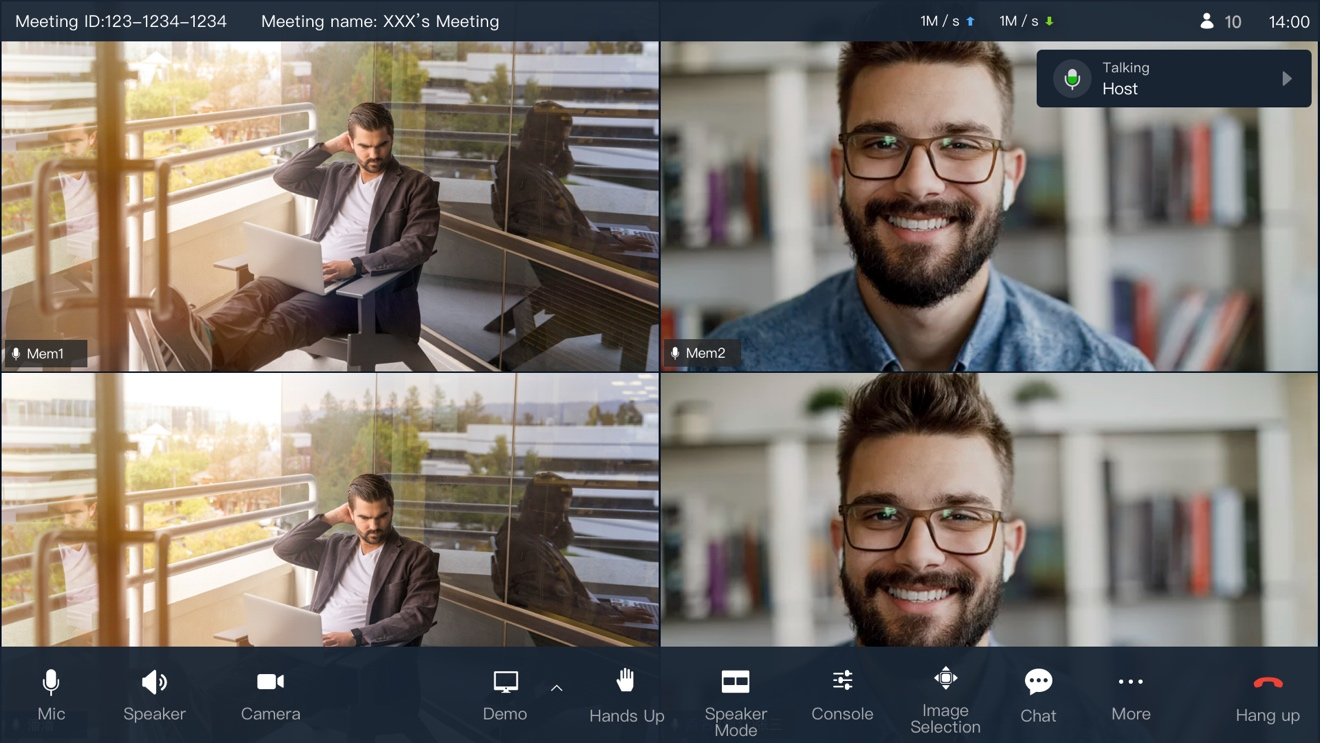 Meeting ID:123-1234-1234 Meeting name: XXX's Meeting 1M / s 1M / s 10 14:00
Talking
Host
Mem1
Mem2
Mic Speaker Camera Demo Hands Up Speaker Mode Console Image Selection Chat More Hang up